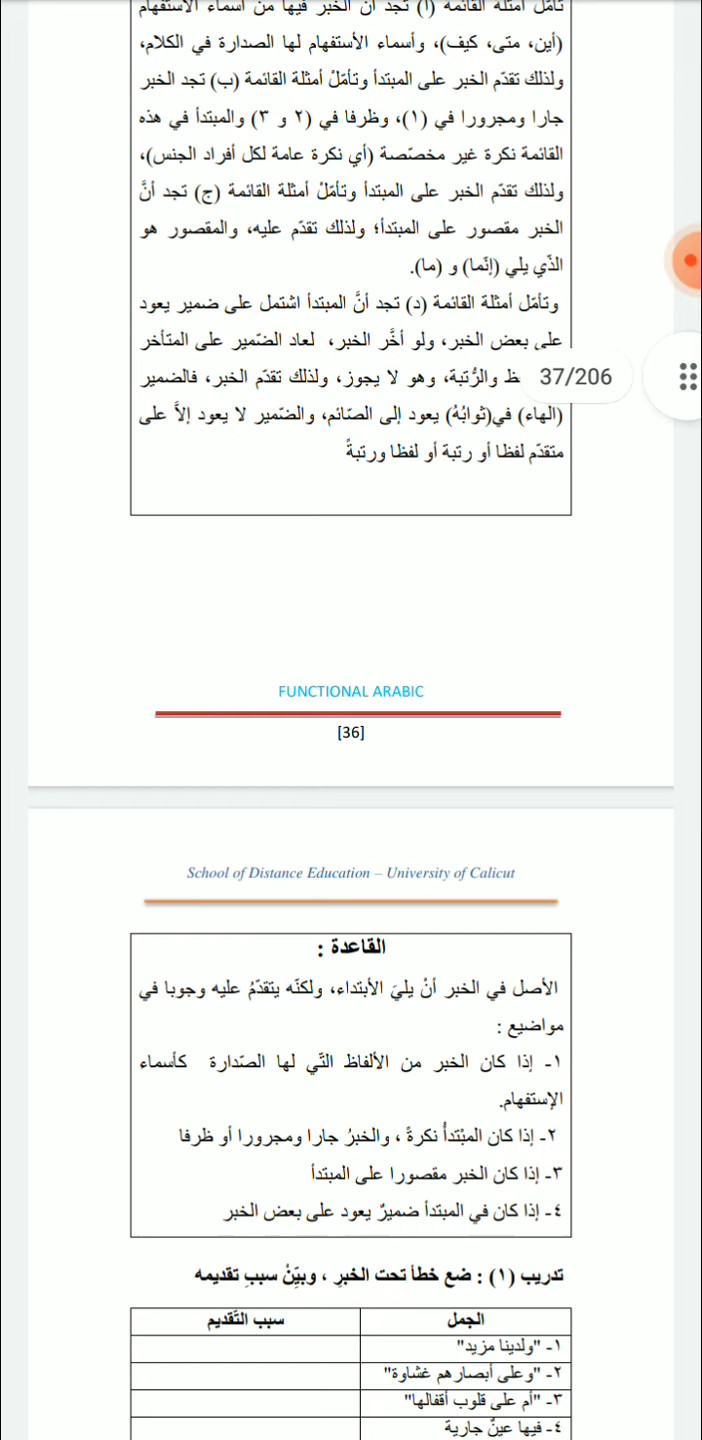 تأمّل أمثلة القائمة (أ) تجد أنّ الخبر فيها من أسماء الأستفهام
(أين، متى، كيف)، وأسماء الأستفهام لها الصدارة في الكلام،
ولذلك تقدّم الخبر على المبتدأ وتأمّلْ أمثلة القائمة (ب) تجد الخبر
جارا ومجرورا في (١)، وظرفا في (٢ و ٣) والمبتدأ في هذه
القائمة نكرة غير مخصّصة (أي نكرة عامة لكل أفراد الجنس)،
ولذلك تقدّم الخبر على المبتدأ وتأمّلْ أمثلة القائمة (ج) تجد أنَّ
الخبر مقصور على المبتدأ؛ ولذلك تقدّم عليه، والمقصور هو
الذّي يلي (إنّما) و (ما).
وتأمّل أمثلة القائمة (د) تجد أنَّ المبتدأ اشتمل على ضمير يعود
على بعض الخبر، ولو أخَّر الخبر، لعاد الضّمير على المتأخر
ظ والرُّتبة، وهو لا يجوز، ولذلك تقدّم الخبر، فالضمير
37/206
(الهاء) في(ثوابُهُ) يعود إلى الصّائم، والضّمير لا يعود إلاَّ على
متقدّم لفظا أو رتبة أو لفظا ورتبةً
FUNCTIONAL ARABIC
[36]
School of Distance Education – University of Calicut
القاعدة :
الأصل في الخبر أنْ يليَ الأبتداء، ولكنّه يتقدّمُ عليه وجوبا في
مواضيع :
١- إذا كان الخبر من الألفاظ التّي لها الصّدارة كأسماء
الإستفهام.
٢- إذا كان المبْتدأُ نكرةً ، والخبرُ جارا ومجرورا أو ظرفا
٣- إذا كان الخبر مقصورا على المبتدأ
٤- إذا كان في المبتدأ ضميرٌ يعود على بعض الخبر
تدريب (١) : ضع خطأ تحت الخبرِ ، وبيِّنْ سببِ تقديمه
الجمل سبب التّقديم
١- "ولدينا مزيد"
٢- "وعلى أبصارهم غشاوة"
٣- "أم على قلوب أقفالها"
٤- فيها عينٌ جارية